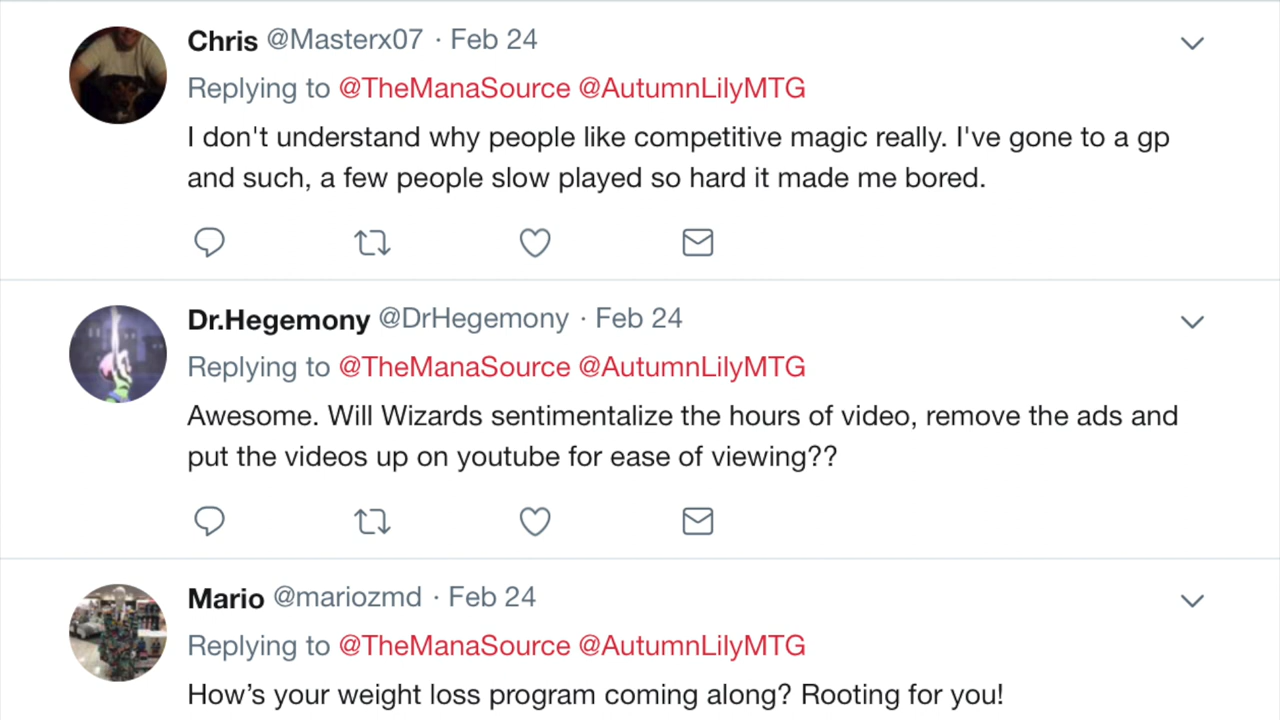 Chris @Masterx07 · Feb 24
Replying to @TheManaSource @AutumnLilyMTG
I don't understand why people like competitive magic really. I've gone to a gp
and such, a few people slow played so hard it made me bored.
Dr.Hegemony @DrHegemony · Feb 24
Replying to @TheManaSource @AutumnLilyMTG
Awesome. Will Wizards sentimentalize the hours of video, remove the ads and
put the videos up on youtube for ease of viewing??
Mario @mariozmd · Feb 24
Replying to @TheManaSource @AutumnLilyMTG
How’s your weight loss program coming along? Rooting for you!